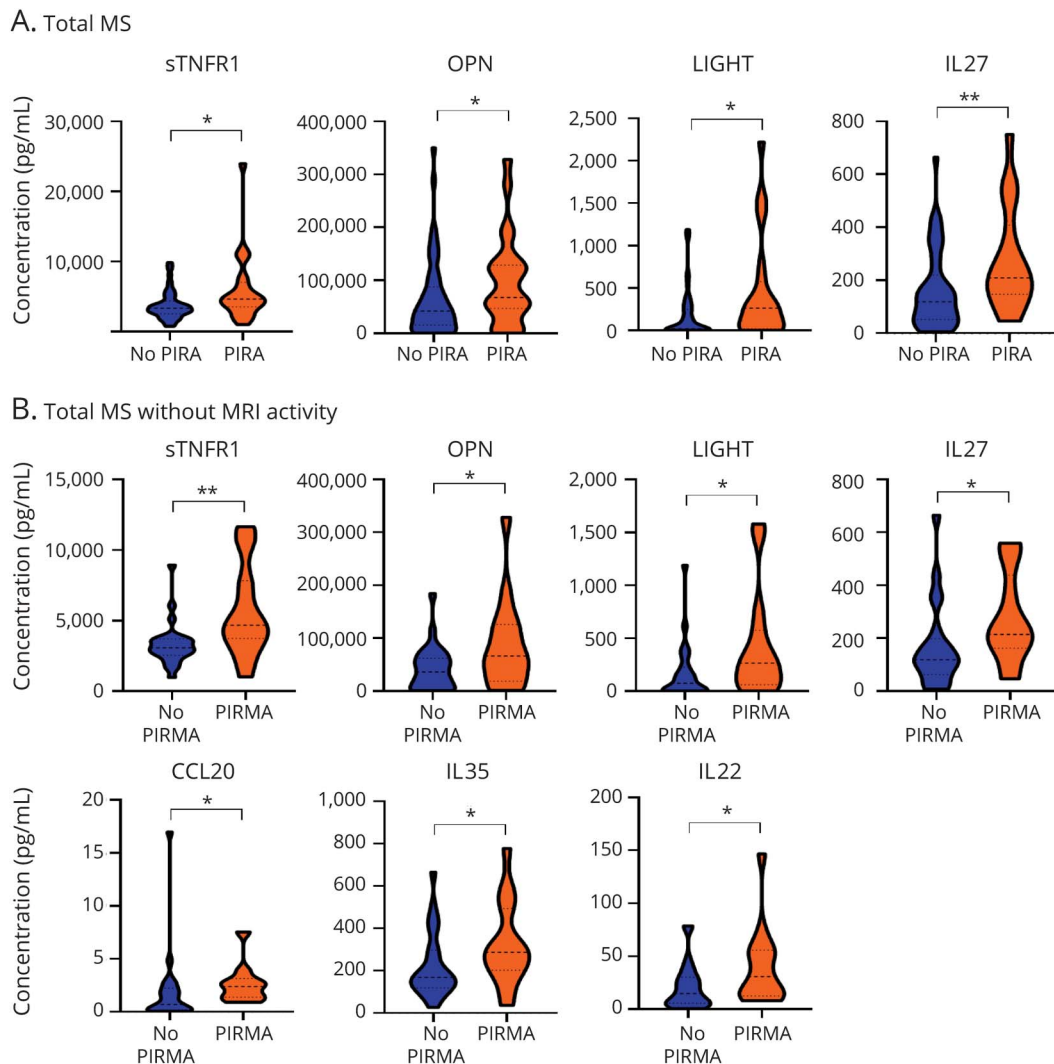 A. Total MS
sTNFR1 OPN LIGHT IL27
Concentration (pg/mL)
30,000
20,000
10,000
*
No PIRA PIRA
400,000
300,000
200,000
100,000
0
*
No PIRA PIRA
2,500
2,000
1,500
1,000
500
0
*
No PIRA PIRA
800
600
400
200
0
**
No PIRA PIRA
B. Total MS without MRI activity
sTNFR1 OPN LIGHT IL27
Concentration (pg/mL)
15,000
10,000
5,000
0
**
No PIRMA
PIRMA
400,000
300,000
200,000
100,000
0
*
No PIRMA
PIRMA
2,000
1,500
1,000
500
0
*
No PIRMA
PIRMA
800
600
400
200
0
*
No PIRMA
PIRMA
CCL20 IL35 IL22
Concentration (pg/mL)
20
15
10
5
0
*
No PIRMA
PIRMA
1,000
800
600
400
200
0
*
No PIRMA
PIRMA
200
150
100
50
0
*
No PIRMA
PIRMA